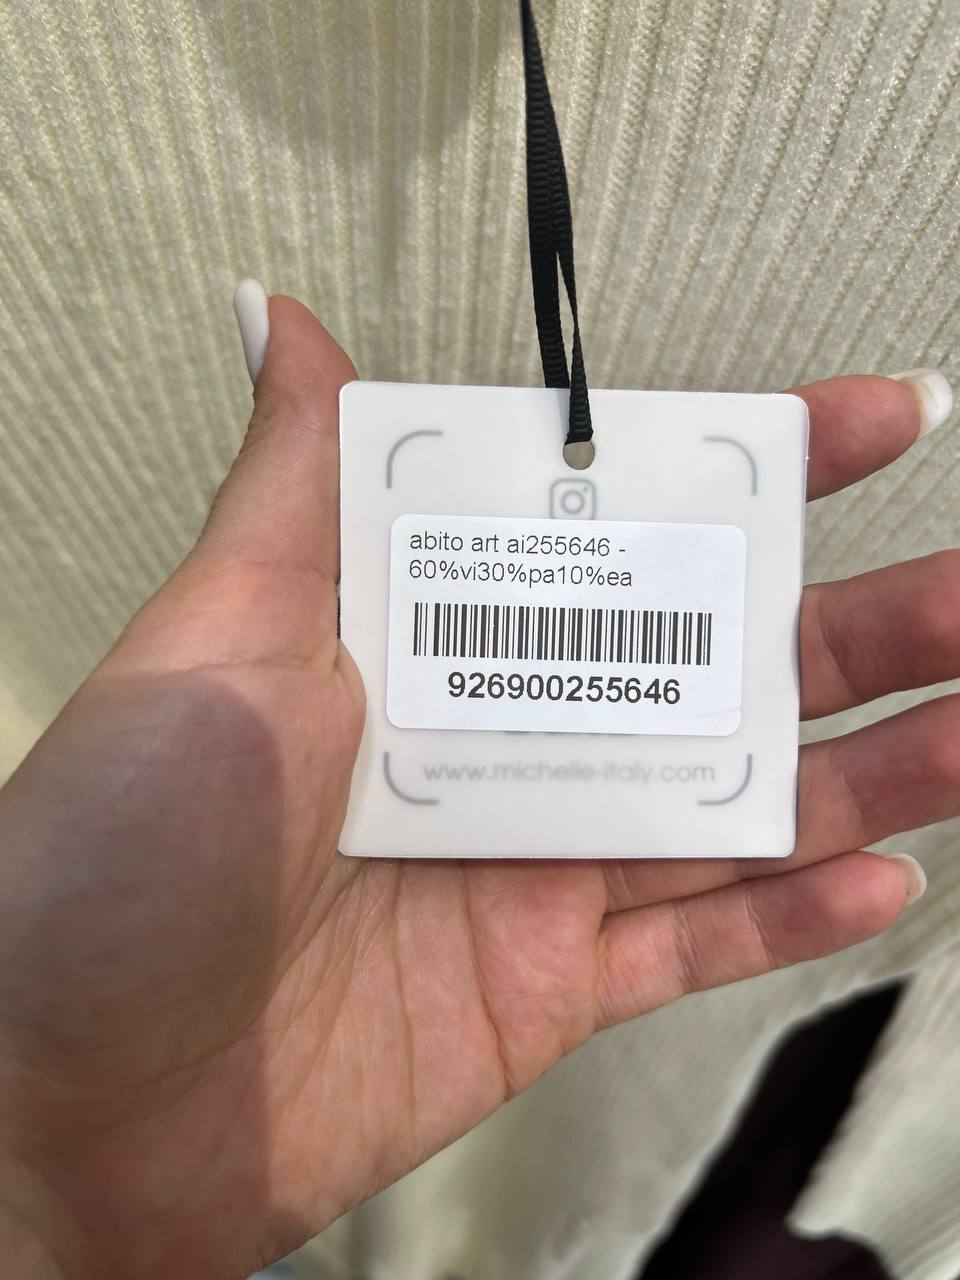 abito art ai255646 -
60%vi30%pa10%ea
926900255646
www.michelle-italy.com